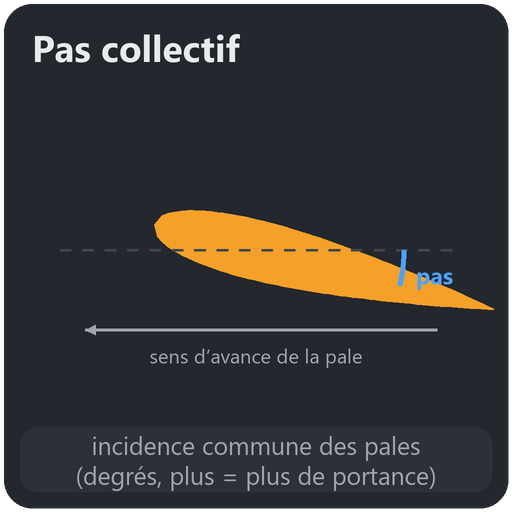 Pas collectif
pas
sens d’avance de la pale
incidence commune des pales
(degrés, plus = plus de portance)